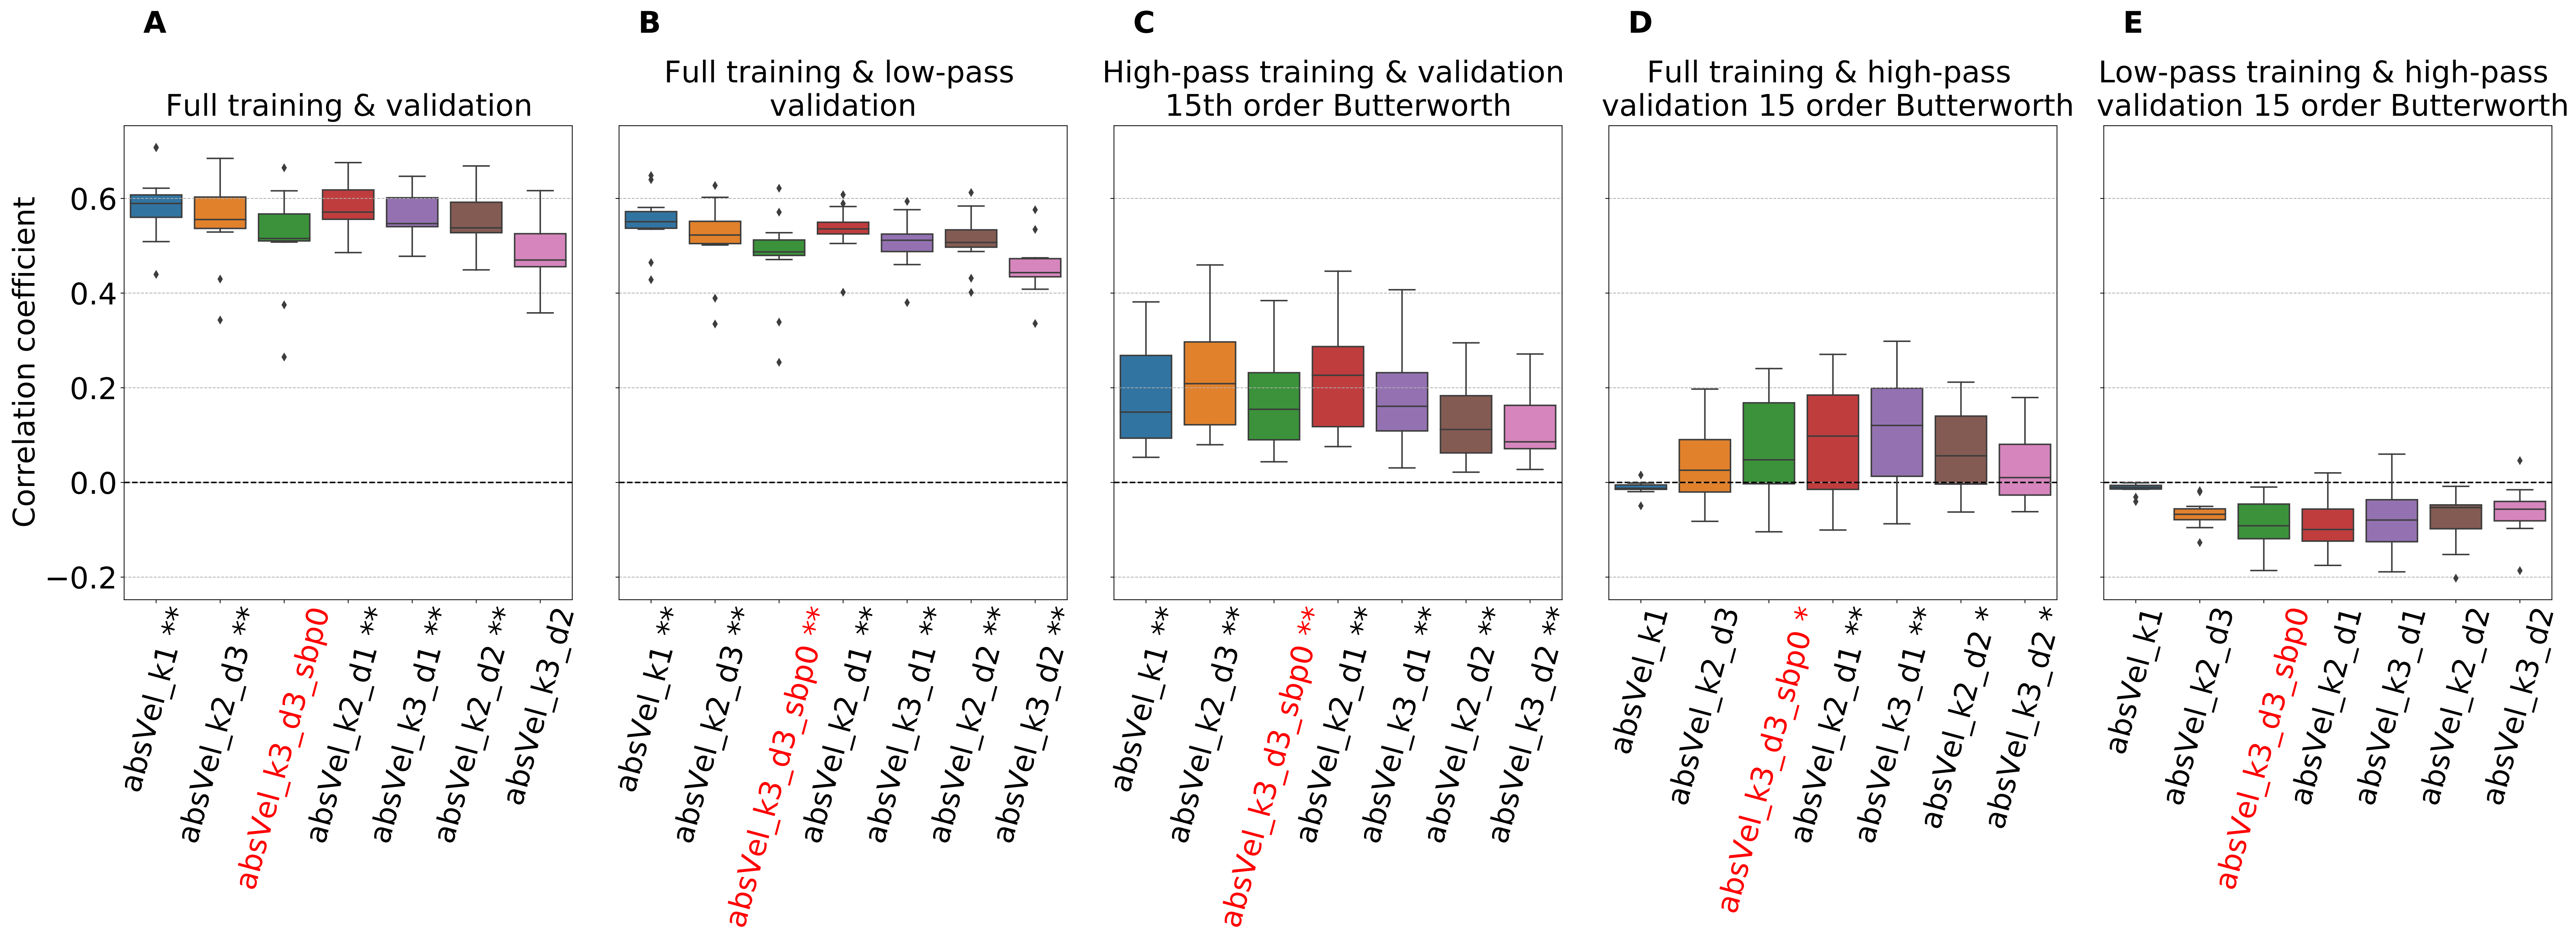 A
B
C
D
E
Full training & validation
Full training & low-pass
validation
High-pass training & validation
15th order Butterworth
Full training & high-pass
validation 15 order Butterworth
Low-pass training & high-pass
validation 15 order Butterworth
Correlation coefficient
0.6
0.4
0.2
0.0
−0.2
absVel_k1 **
absVel_k2_d3 **
absVel_k3_d3_sbp0
absVel_k2_d1 **
absVel_k3_d1 **
absVel_k2_d2 **
absVel_k3_d2
absVel_k1 **
absVel_k2_d3 **
absVel_k3_d3_sbp0 **
absVel_k2_d1 **
absVel_k3_d1 **
absVel_k2_d2 **
absVel_k3_d2 **
absVel_k1 **
absVel_k2_d3 **
absVel_k3_d3_sbp0 **
absVel_k2_d1 **
absVel_k3_d1 **
absVel_k2_d2 **
absVel_k3_d2 **
absVel_k1
absVel_k2_d3
absVel_k3_d3_sbp0 *
absVel_k2_d1 **
absVel_k3_d1 **
absVel_k2_d2 *
absVel_k3_d2 *
absVel_k1
absVel_k2_d3
absVel_k3_d3_sbp0
absVel_k2_d1
absVel_k3_d1
absVel_k2_d2
absVel_k3_d2